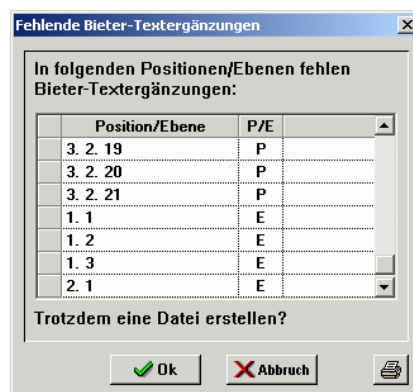 Fehlende Bieter-Textergänzungen
In folgenden Positionen/Ebenen fehlen
Bieter-Textergänzungen:
Position/Ebene P/E
3. 2. 19 P
3. 2. 20 P
3. 2. 21 P
1. 1 E
1. 2 E
1. 3 E
2. 1 E
Trotzdem eine Datei erstellen?
Ok Abbruch